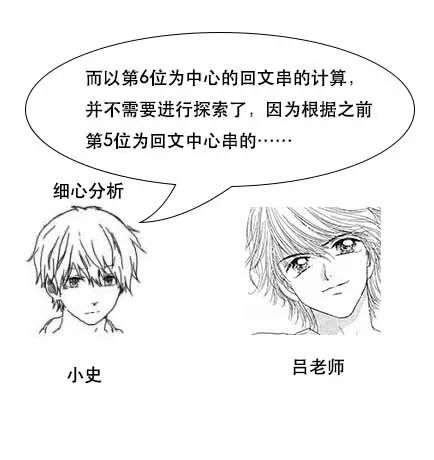 而以第6位为中心的回文串的计算，
并不需要进行探索了，因为根据之前
第5位为回文中心串的……
细心分析
小史
吕老师